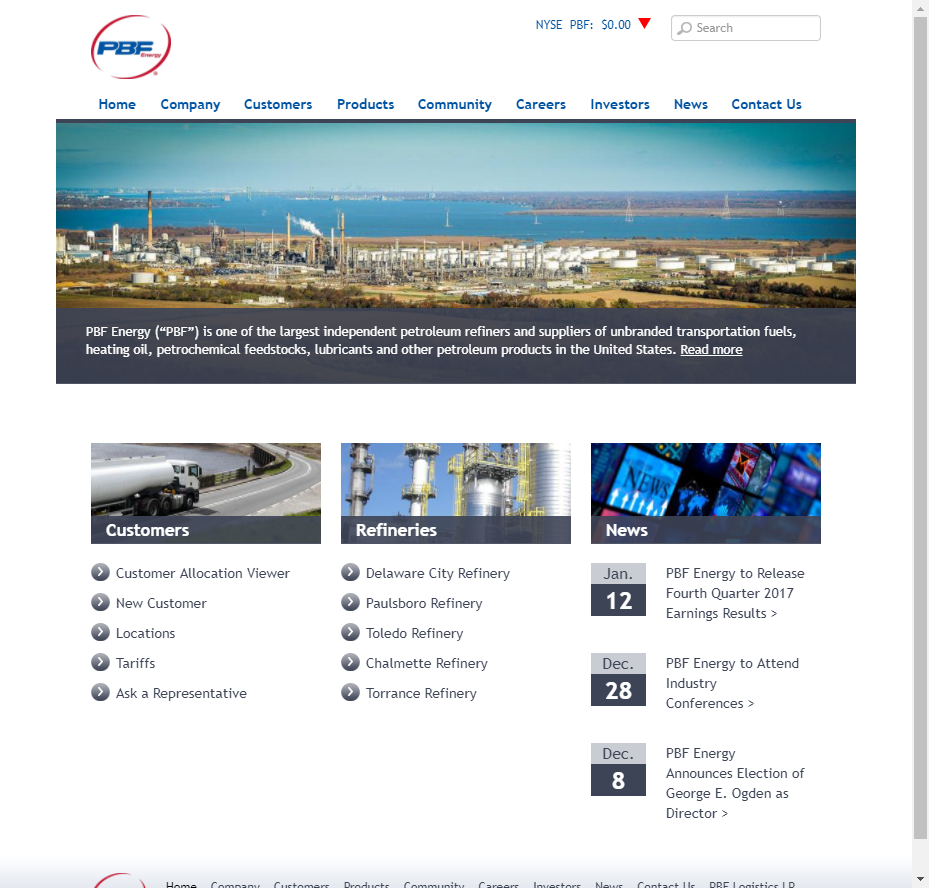 PBF
Energy
NYSE PBF: $0.00
Search
Home Company Customers Products Community Careers Investors News Contact Us
PBF Energy (“PBF”) is one of the largest independent petroleum refiners and suppliers of unbranded transportation fuels,
heating oil, petrochemical feedstocks, lubricants and other petroleum products in the United States. Read more
NEWS
Customers
Customer Allocation Viewer
New Customer
Locations
Tariffs
Ask a Representative
Refineries
Delaware City Refinery
Paulsboro Refinery
Toledo Refinery
Chalmette Refinery
Torrance Refinery
News
Jan.
12
PBF Energy to Release
Fourth Quarter 2017
Earnings Results >
Dec.
28
PBF Energy to Attend
Industry
Conferences >
Dec.
8
PBF Energy
Announces Election of
George E. Ogden as
Director >
Home Company Customers Products Community Careers Investors News Contact Us PBF Logistics LP